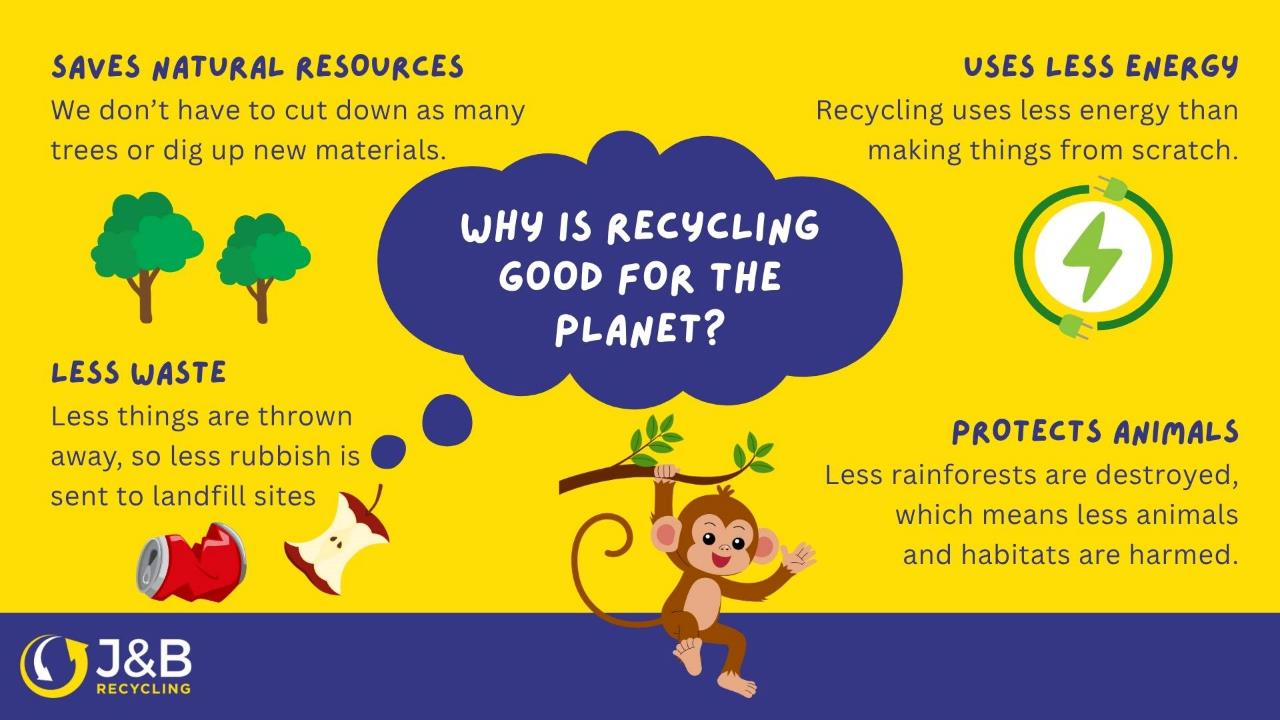 SAVES NATURAL RESOURCES
We don’t have to cut down as many
trees or dig up new materials.
USES LESS ENERGY
Recycling uses less energy than
making things from scratch.
WHY IS RECYCLING
GOOD FOR THE
PLANET?
LESS WASTE
Less things are thrown
away, so less rubbish is
sent to landfill sites
PROTECTS ANIMALS
Less rainforests are destroyed,
which means less animals
and habitats are harmed.
J&B
RECYCLING